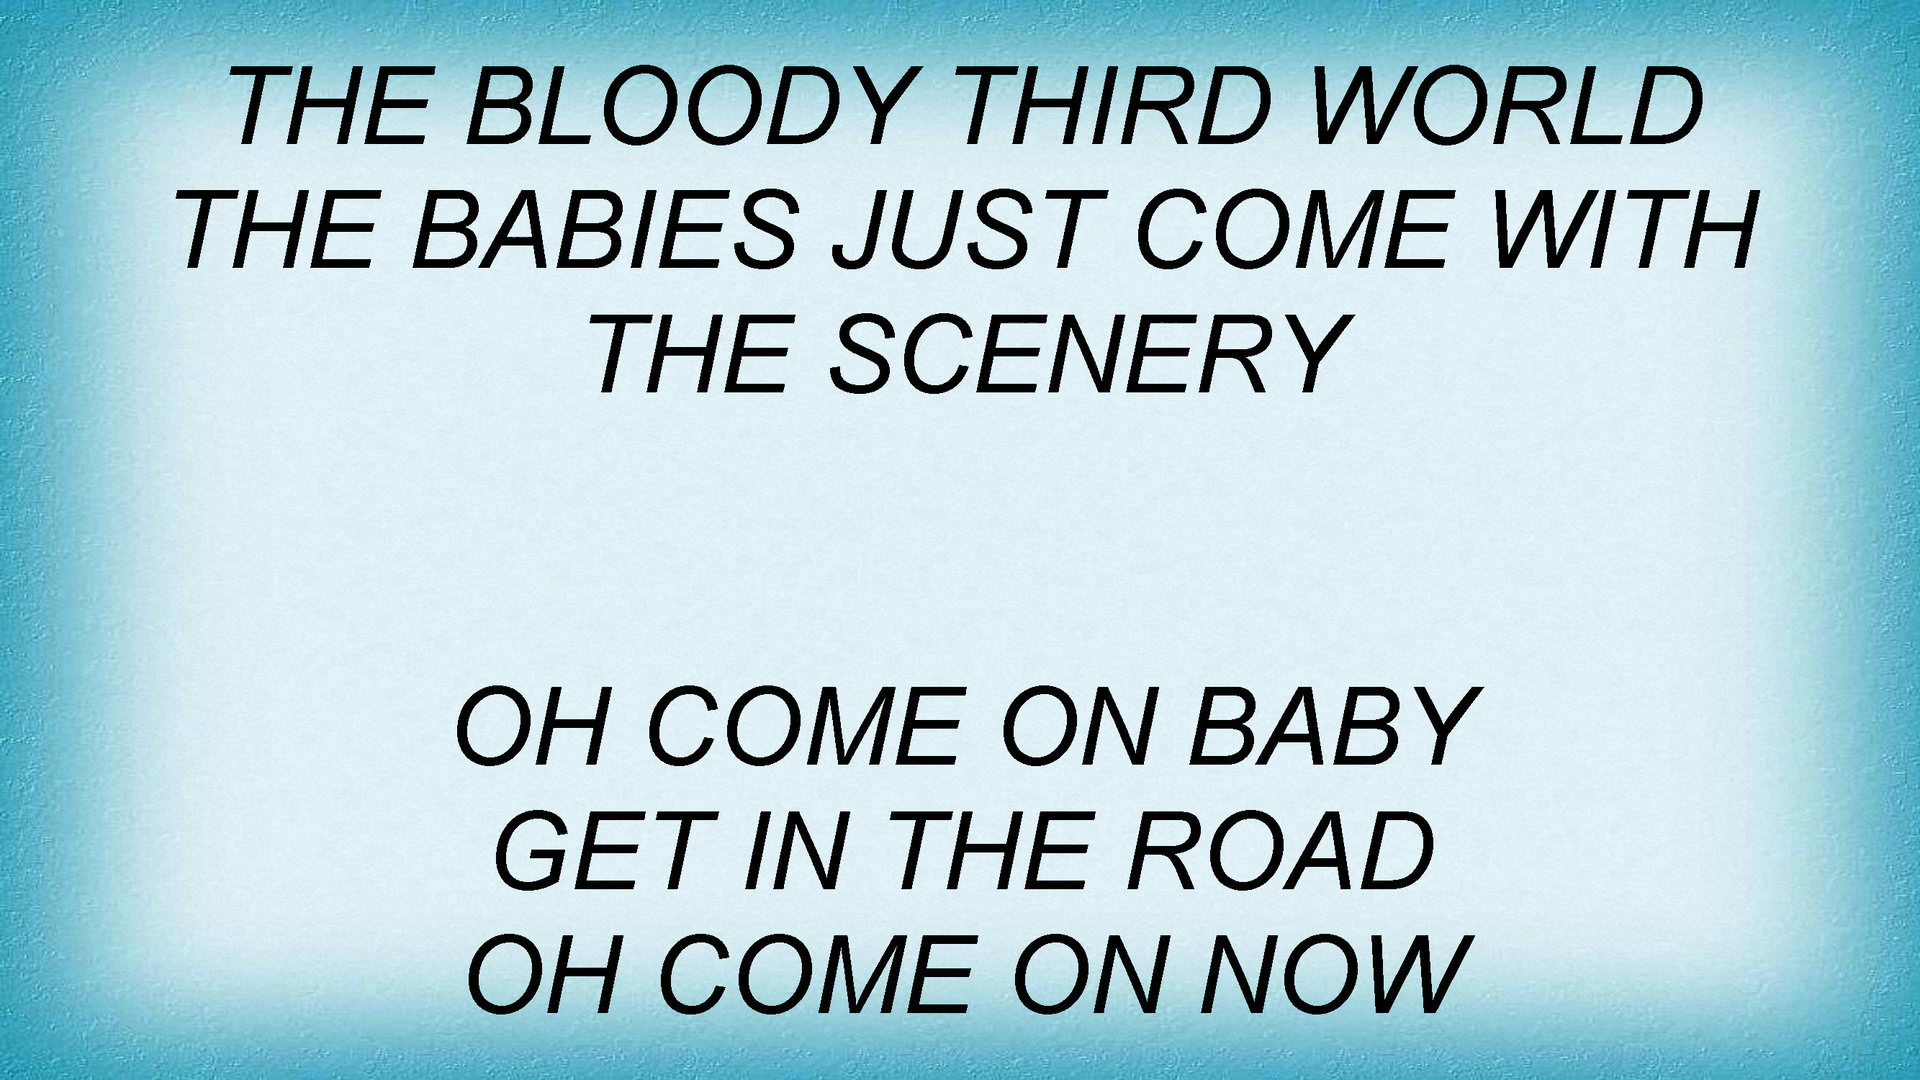 THE BLOODY THIRD WORLD
THE BABIES JUST COME WITH
THE SCENERY
OH COME ON BABY
GET IN THE ROAD
OH COME ON NOW